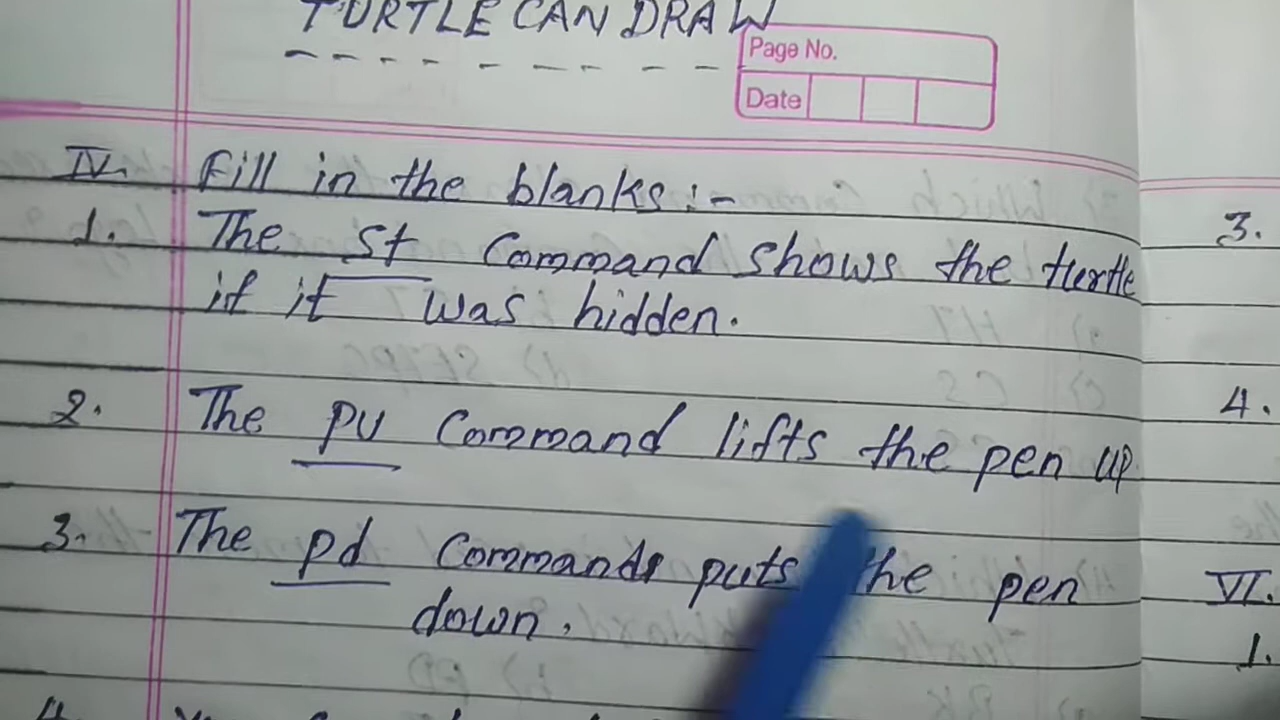 TURTLE CAN DRAW
Page No.
Date
IV. Fill in the blanks :-
1. The st Command shows the turtle
if it was hidden.
2. The PU Command lifts the pen up
3. The pd Commands puts the pen
down.
3.
4.
VI.
1.